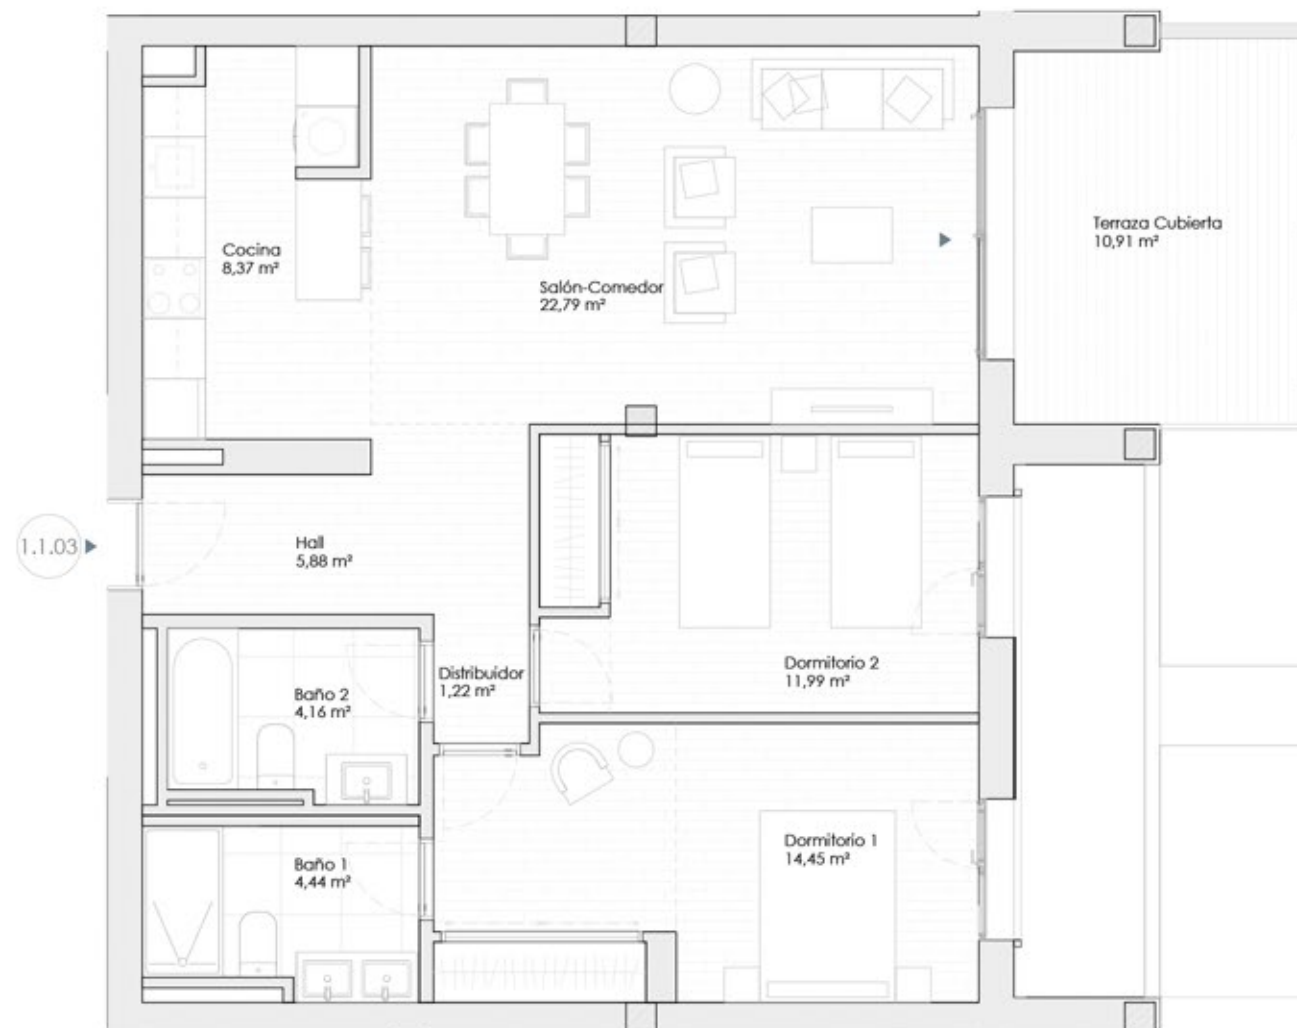 Cocina
8,37 m²
Salón-Comedor
22,79 m²
Terraza Cubierta
10,91 m²
1.1.03
Hall
5,88 m²
Distribuidor
1,22 m²
Dormitorio 2
11,99 m²
Baño 2
4,16 m²
Dormitorio 1
14,45 m²
Baño 1
4,44 m²